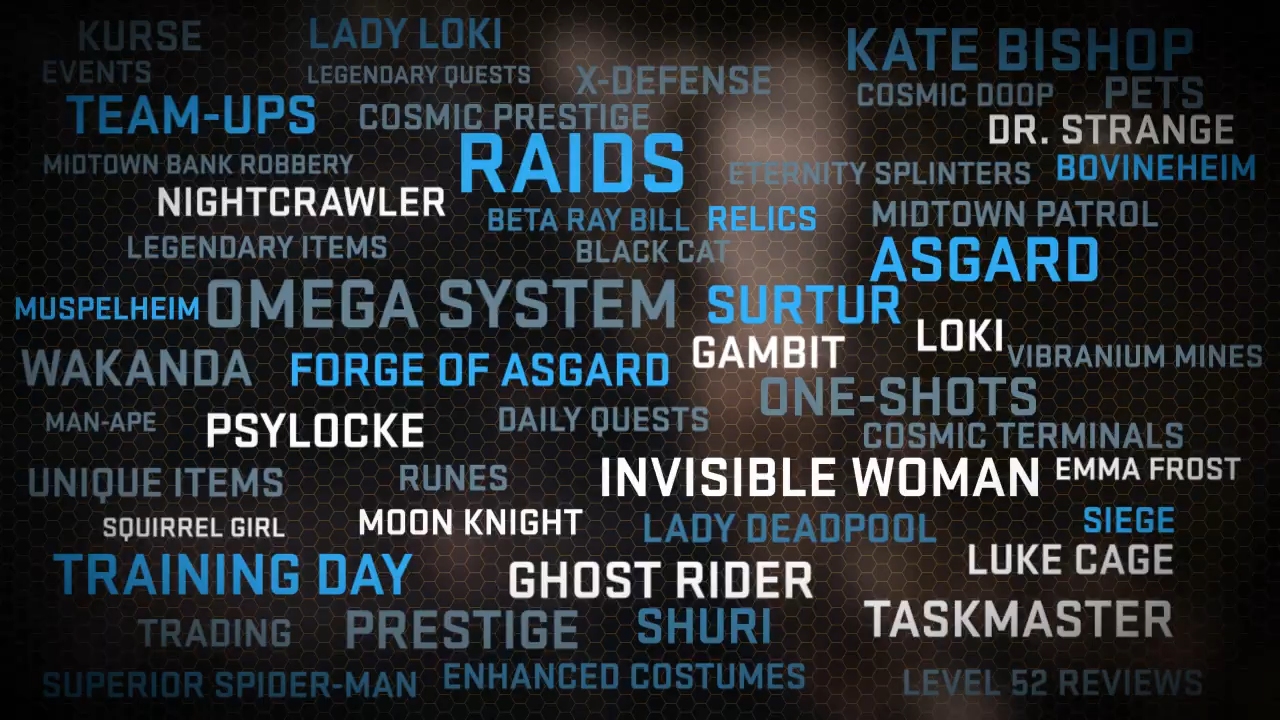 KURSE
LADY LOKI
KATE BISHOP
EVENTS
LEGENDARY QUESTS
X-DEFENSE
COSMIC DOOP
PETS
TEAM-UPS
COSMIC PRESTIGE
DR. STRANGE
MIDTOWN BANK ROBBERY
RAIDS
ETERNITY SPLINTERS
BOVINEHEIM
NIGHTCRAWLER
BETA RAY BILL
RELICS
MIDTOWN PATROL
LEGENDARY ITEMS
BLACK CAT
ASGARD
MUSPELHEIM
OMEGA SYSTEM
SURTUR
LOKI
WAKANDA
FORGE OF ASGARD
GAMBIT
VIBRANIUM MINES
ONE-SHOTS
MAN-APE
PSYLOCKE
DAILY QUESTS
COSMIC TERMINALS
UNIQUE ITEMS
RUNES
INVISIBLE WOMAN
EMMA FROST
SQUIRREL GIRL
MOON KNIGHT
LADY DEADPOOL
SIEGE
TRAINING DAY
GHOST RIDER
LUKE CAGE
TRADING
PRESTIGE
SHURI
TASKMASTER
SUPERIOR SPIDER-MAN
ENHANCED COSTUMES
LEVEL 52 REVIEWS